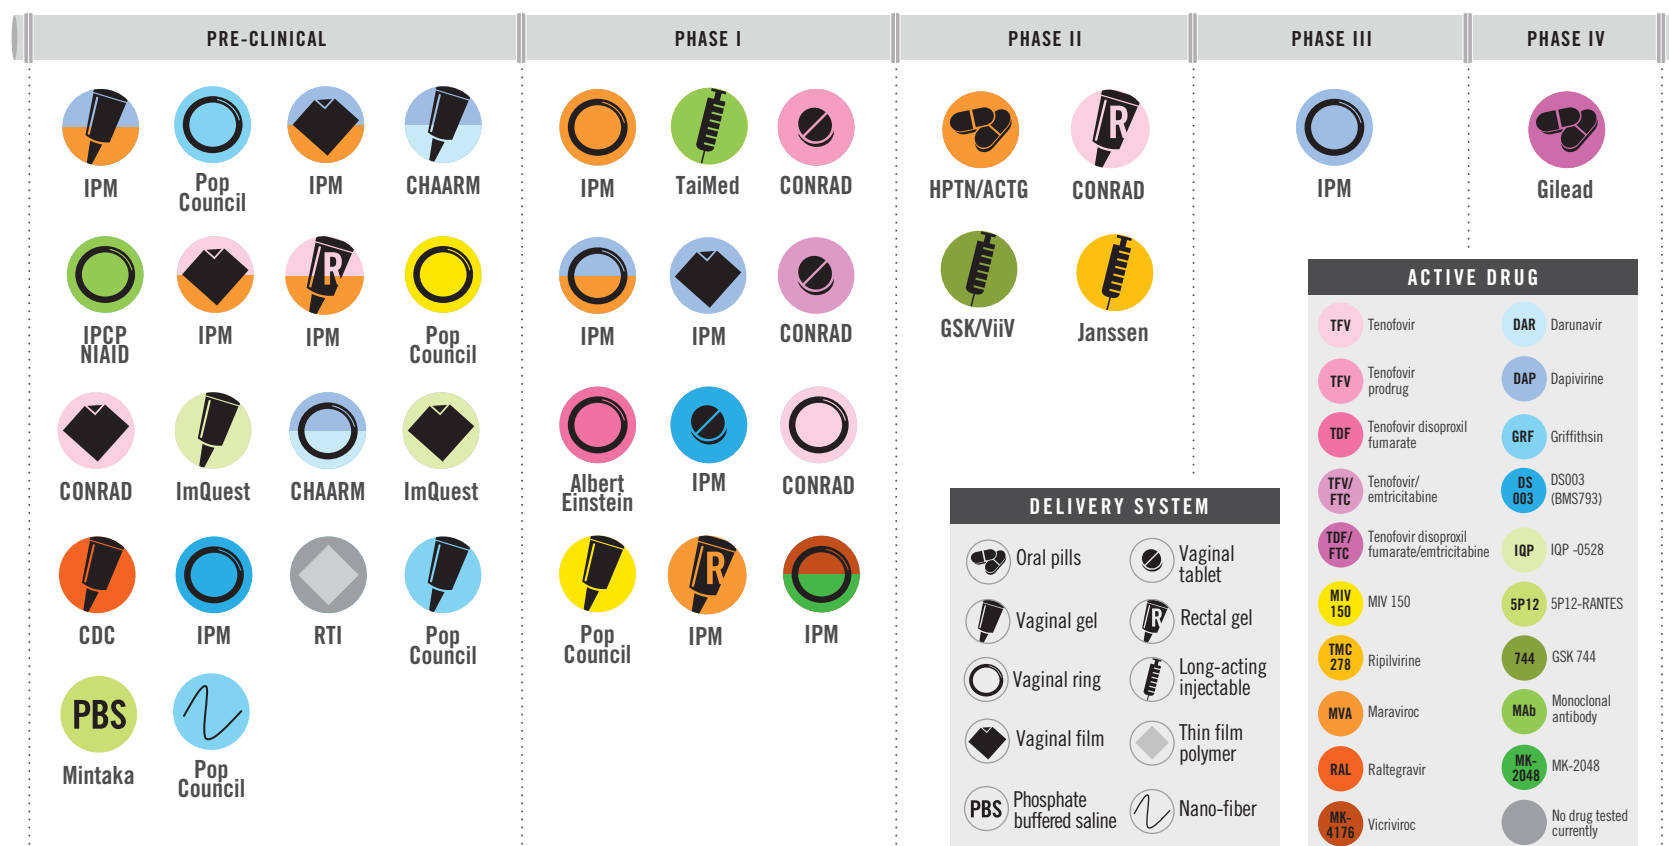 PRE-CLINICAL
PHASE I
PHASE II
PHASE III
PHASE IV
IPM
Pop
Council
IPM
CHAARM
IPCP
NIAID
IPM
R
IPM
Pop
Council
CONRAD
ImQuest
CHAARM
ImQuest
CDC
IPM
RTI
Pop
Council
PBS
Mintaka
Pop
Council
IPM
TaiMed
CONRAD
IPM
IPM
CONRAD
Albert
Einstein
IPM
CONRAD
Pop
Council
R
IPM
IPM
HPTN/ACTG
R
CONRAD
GSK/ViiV
Janssen
IPM
Gilead
DELIVERY SYSTEM
Oral pills
Vaginal
tablet
Vaginal gel
R
Rectal gel
Vaginal ring
Long-acting
injectable
Vaginal film
Thin film
polymer
PBS
Phosphate
buffered saline
Nano-fiber
ACTIVE DRUG
TFV
Tenofovir
DAR
Darunavir
TFV
Tenofovir
prodrug
DAP
Dapivirine
TDF
Tenofovir disoproxil
fumarate
GRF
Griffithsin
TFV/
FTC
Tenofovir/
emtricitabine
DS
003
DS003
(BMS793)
TDF/
FTC
Tenofovir disoproxil
fumarate/emtricitabine
IQP
IQP -0528
MIV
150
MIV 150
5P12
5P12-RANTES
TMC
278
Ripilvirine
744
GSK 744
MVA
Maraviroc
MAb
Monoclonal
antibody
RAL
Raltegravir
MK-
2048
MK-2048
MK-
4176
Vicriviroc
No drug tested
currently